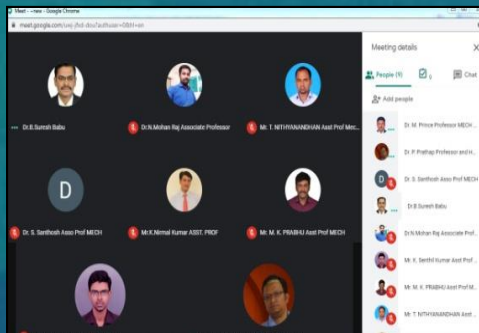 Meet - new - Google Chrome
meet.google.com/
Meeting details
X
People (9)
Chat
Add people
Dr.B.Suresh Babu
Dr.N.Mohan Raj Associate Professor
Mr. T. NITHYANANDHAN Asst Prof Mec...
D
Dr. S. Santhosh Asso Prof MECH
Mr.K.Nirmal Kumar ASST. PROF
Mr. M. K. PRABHU Asst Prof MECH
Dr. M. Prince Professor MECH ...
Dr. P. Prathap Professor and H...
D
Dr. S. Santhosh Asso Prof MECH
Dr.B.Suresh Babu
Dr.N.Mohan Raj Associate Prof...
Mr. K. Senthil Kumar Asst Prof ...
Mr. M. K. PRABHU Asst Prof M...
Mr. T NITHYANANDHAN Asst ...